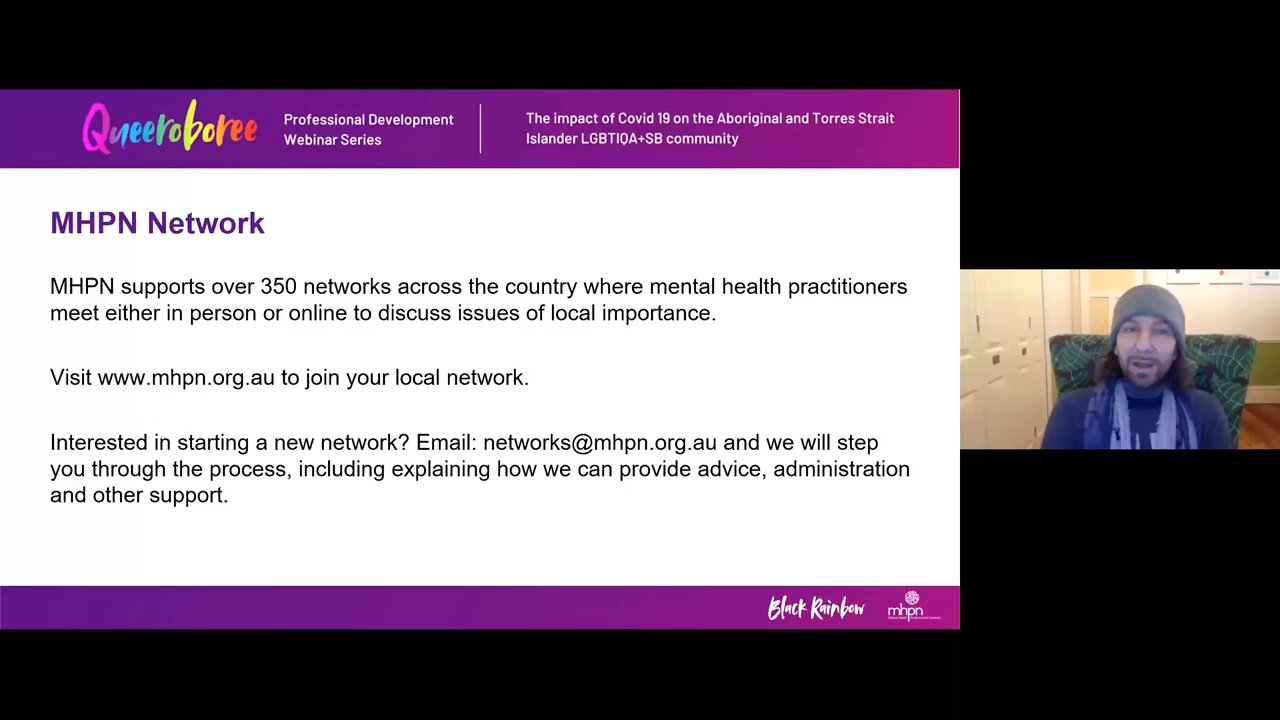 Queeroboree
Professional Development
Webinar Series
The impact of Covid 19 on the Aboriginal and Torres Strait
Islander LGBTIQA+SB community
MHPN Network
MHPN supports over 350 networks across the country where mental health practitioners
meet either in person or online to discuss issues of local importance.
Visit www.mhpn.org.au to join your local network.
Interested in starting a new network? Email: networks@mhpn.org.au and we will step
you through the process, including explaining how we can provide advice, administration
and other support.
Black Rainbow
mhpn